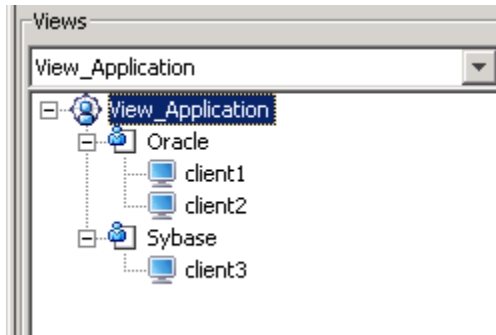 Views
View_Application
View_Application
Oracle
client1
client2
Sybase
client3